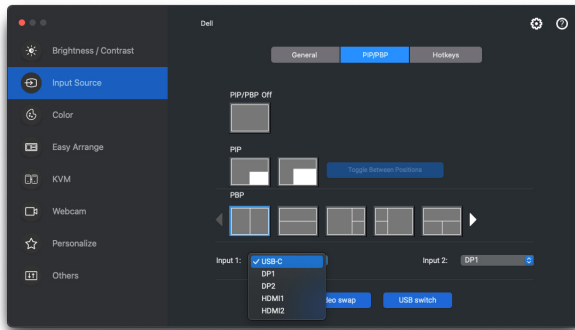 Dell
Brightness / Contrast
Input Source
Color
Easy Arrange
KVM
Webcam
Personalize
Others
General PIP/PBP Hotkeys
PIP/PBP Off
PIP
Toggle Between Positions
PBP
Input 1: ✓ USB-C
DP1
DP2
HDMI1
HDMI2
Input 2: DP1
eo swap USB switch